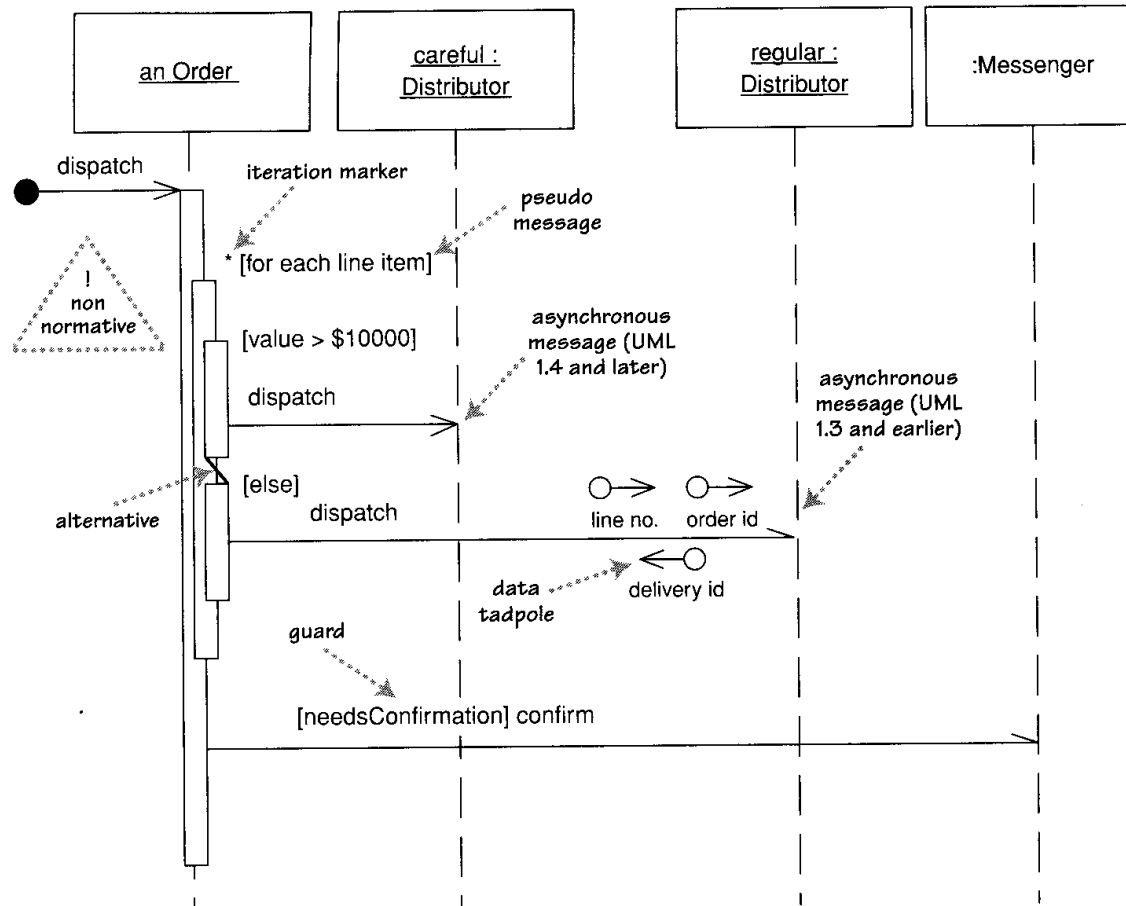 an Order
careful :
Distributor
regular :
Distributor
:Messenger
dispatch
iteration marker
pseudo
message
* [for each line item]
!
non
normative
[value > $10000]
asynchronous
message (UML
1.4 and later)
dispatch
asynchronous
message (UML
1.3 and earlier)
[else]
alternative
dispatch
line no.
order id
data
tadpole
delivery id
guard
[needsConfirmation] confirm